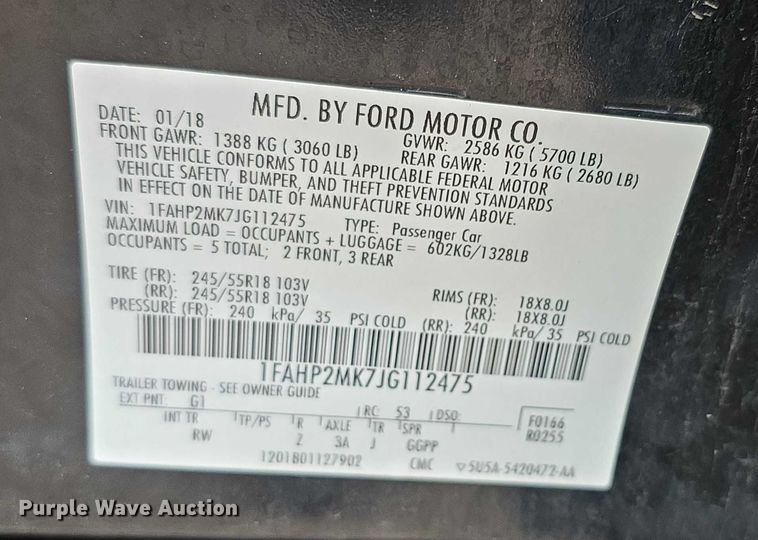 MFD. BY FORD MOTOR CO.
DATE: 01/18 GVWR: 2586 KG ( 5700 LB)
FRONT GAWR: 1388 KG ( 3060 LB) REAR GAWR: 1216 KG ( 2680 LB)
THIS VEHICLE CONFORMS TO ALL APPLICABLE FEDERAL MOTOR
VEHICLE SAFETY, BUMPER, AND THEFT PREVENTION STANDARDS
IN EFFECT ON THE DATE OF MANUFACTURE SHOWN ABOVE.
VIN: 1FAHP2MK7JG112475 TYPE: Passenger Car
MAXIMUM LOAD = OCCUPANTS + LUGGAGE = 602KG/1328LB
OCCUPANTS = 5 TOTAL; 2 FRONT, 3 REAR
TIRE (FR): 245/55R18 103V RIMS (FR): 18X8.0J
(RR): 245/55R18 103V (RR): 18X8.0J
PRESSURE (FR): 240 kPa/ 35 PSI COLD (RR): 240 kPa/ 35 PSI COLD
1FAHP2MK7JG112475
TRAILER TOWING - SEE OWNER GUIDE
EXT PNT: G1 RC: 53 DSO: F0166
INT TR TP/PS R AXLE TR SPR R0255
RW Z 3A J GGPP
1201B01127902 CMC ▽5U5A-5420472-AA
Purple Wave Auction